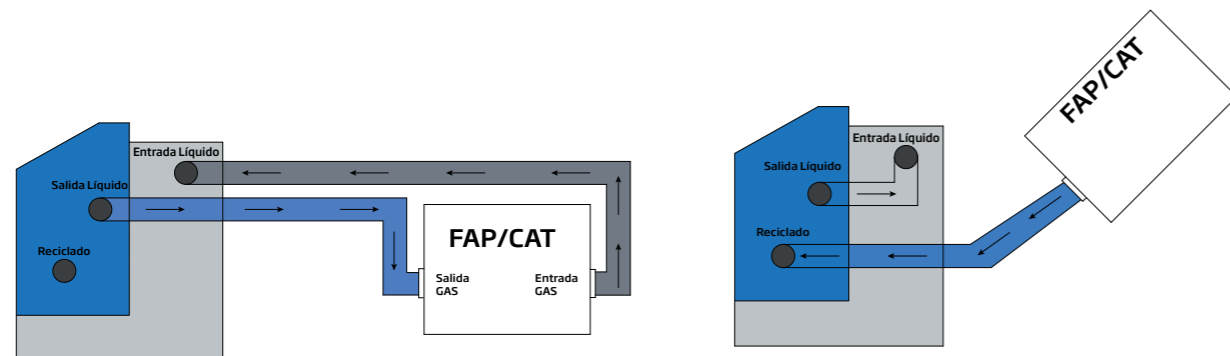 Entrada Líquido
Salida Líquido
Reciclado
FAP/CAT
Salida
GAS
Entrada
GAS
FAP/CAT
Entrada Líquido
Salida Líquido
Reciclado